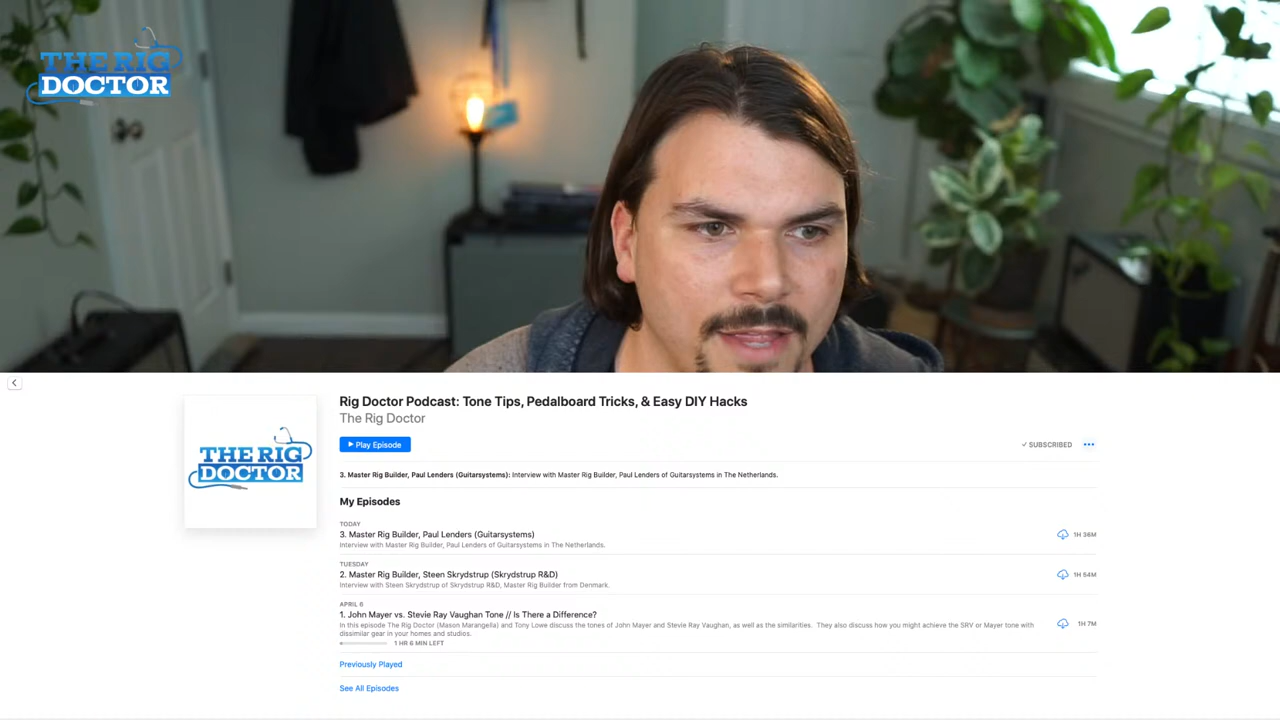 THE RIG
DOCTOR
Rig Doctor Podcast: Tone Tips, Pedalboard Tricks, & Easy DIY Hacks
The Rig Doctor
Play Episode
✓ SUBSCRIBED
THE RIG
DOCTOR
3. Master Rig Builder, Paul Lenders (Guitarsystems): Interview with Master Rig Builder, Paul Lenders of Guitarsystems in The Netherlands.
My Episodes
TODAY
3. Master Rig Builder, Paul Lenders (Guitarsystems)
1H 36M
Interview with Master Rig Builder, Paul Lenders of Guitarsystems in The Netherlands.
TUESDAY
2. Master Rig Builder, Steen Skrydstrup (Skrydstrup R&D)
1H 54M
Interview with Steen Skrydstrup of Skrydstrup R&D, Master Rig Builder from Denmark.
APRIL 6
1. John Mayer vs. Stevie Ray Vaughan Tone // Is There a Difference?
1H 7M
In this episode The Rig Doctor (Mason Marangella) and Tony Lowe discuss the tones of John Mayer and Stevie Ray Vaughan, as well as the similarities. They also discuss how you might achieve the SRV or Mayer tone with
dissimilar gear in your homes and studios.
1 HR 6 MIN LEFT
Previously Played
See All Episodes